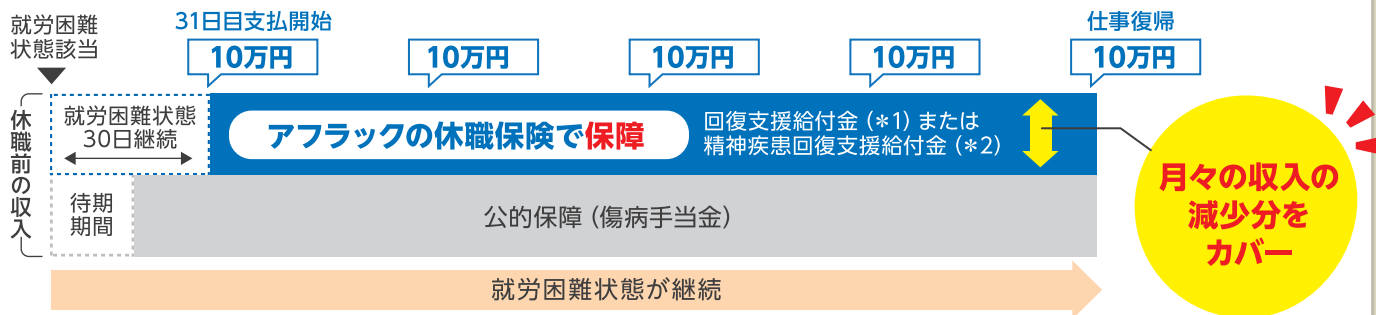 就労困難
状態該当
31日目支払開始
仕事復帰
10万円
10万円
10万円
10万円
10万円
休職前の収入
就労困難状態
30日継続
アフラックの休職保険で保障
回復支援給付金(*1)または
精神疾患回復支援給付金(*2)
待期
期間
公的保障(傷病手当金)
月々の収入の
減少分を
カバー
就労困難状態が継続